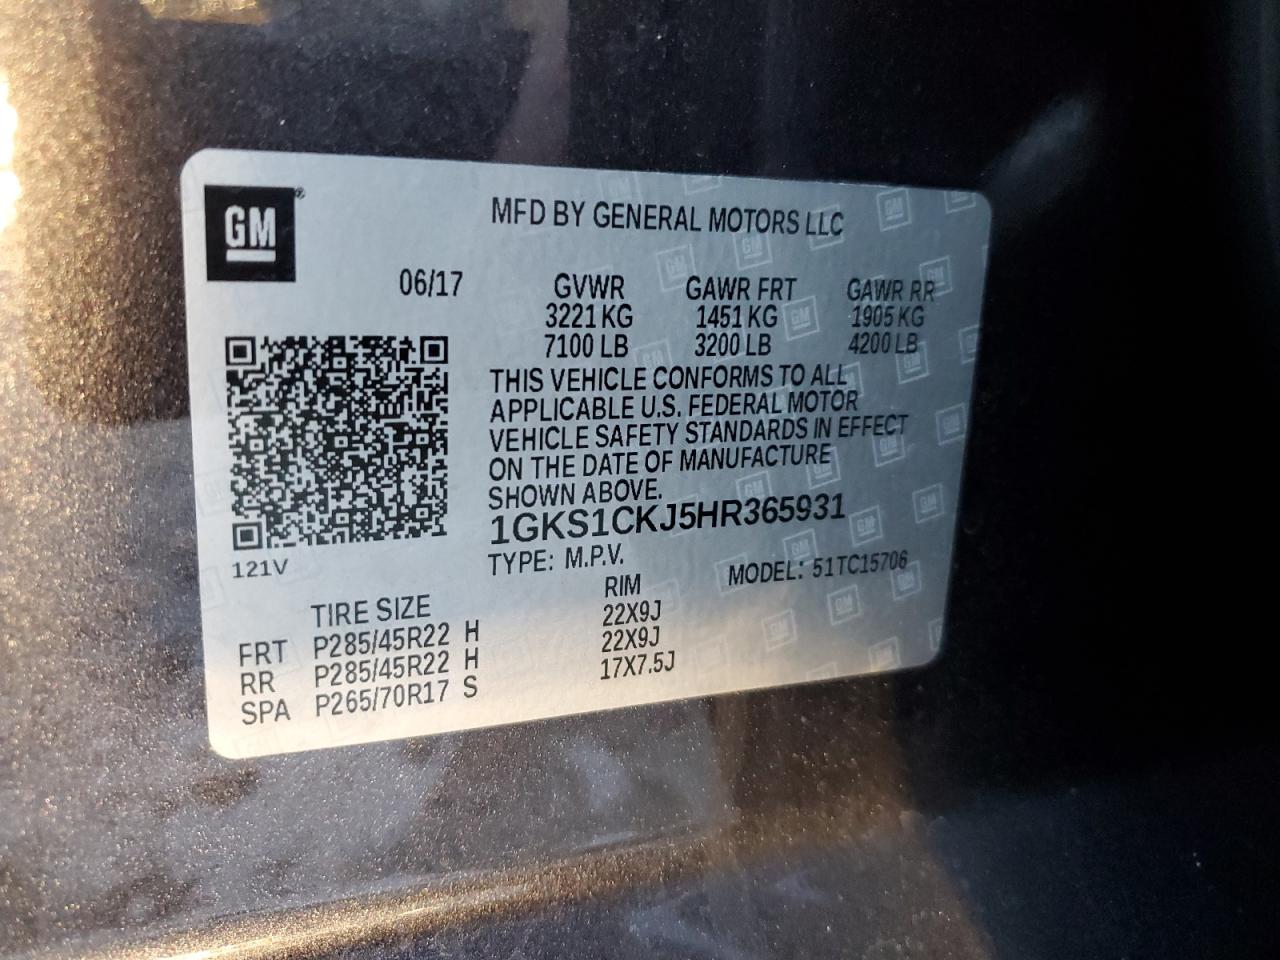 GM®
MFD BY GENERAL MOTORS LLC
06/17 GVWR GAWR FRT GAWR RR
3221 KG 1451 KG 1905 KG
7100 LB 3200 LB 4200 LB
THIS VEHICLE CONFORMS TO ALL
APPLICABLE U.S. FEDERAL MOTOR
VEHICLE SAFETY STANDARDS IN EFFECT
ON THE DATE OF MANUFACTURE
SHOWN ABOVE.
1GKS1CKJ5HR365931
121V
TYPE: M.P.V. MODEL: 51TC15706
TIRE SIZE RIM
FRT P285/45R22 H 22X9J
RR P285/45R22 H 22X9J
SPA P265/70R17 S 17X7.5J